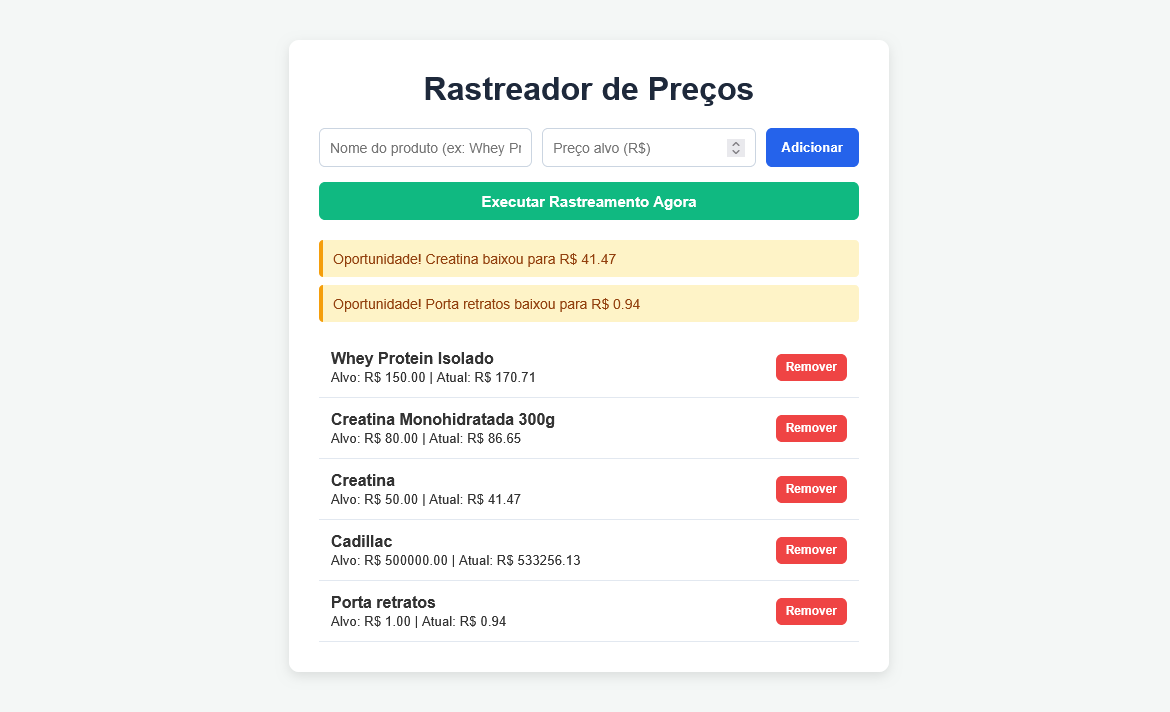 Rastreador de Preços
Nome do produto (ex: Whey Pr
Preço alvo (R$)
Adicionar
Executar Rastreamento Agora
Oportunidade! Creatina baixou para R$ 41.47
Oportunidade! Porta retratos baixou para R$ 0.94
Whey Protein Isolado
Alvo: R$ 150.00 | Atual: R$ 170.71
Remover
Creatina Monohidratada 300g
Alvo: R$ 80.00 | Atual: R$ 86.65
Remover
Creatina
Alvo: R$ 50.00 | Atual: R$ 41.47
Remover
Cadillac
Alvo: R$ 500000.00 | Atual: R$ 533256.13
Remover
Porta retratos
Alvo: R$ 1.00 | Atual: R$ 0.94
Remover